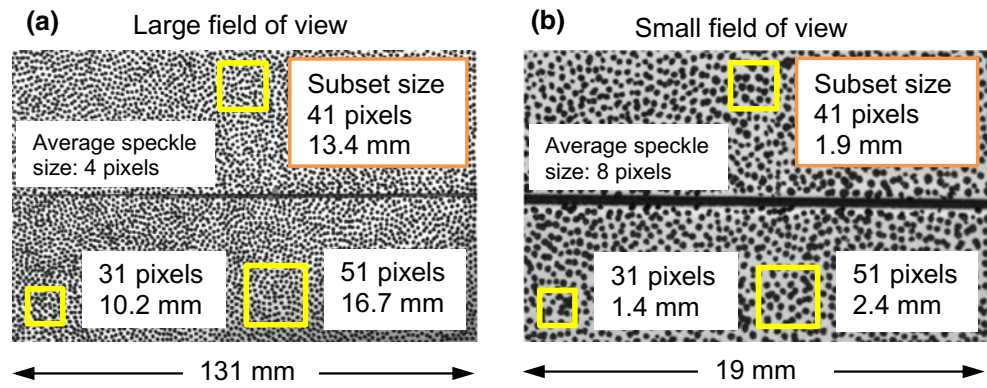 (a)
Large field of view
Subset size
41 pixels
13.4 mm
Average speckle
size: 4 pixels
31 pixels
10.2 mm
51 pixels
16.7 mm
131 mm
(b)
Small field of view
Subset size
41 pixels
1.9 mm
Average speckle
size: 8 pixels
31 pixels
1.4 mm
51 pixels
2.4 mm
19 mm